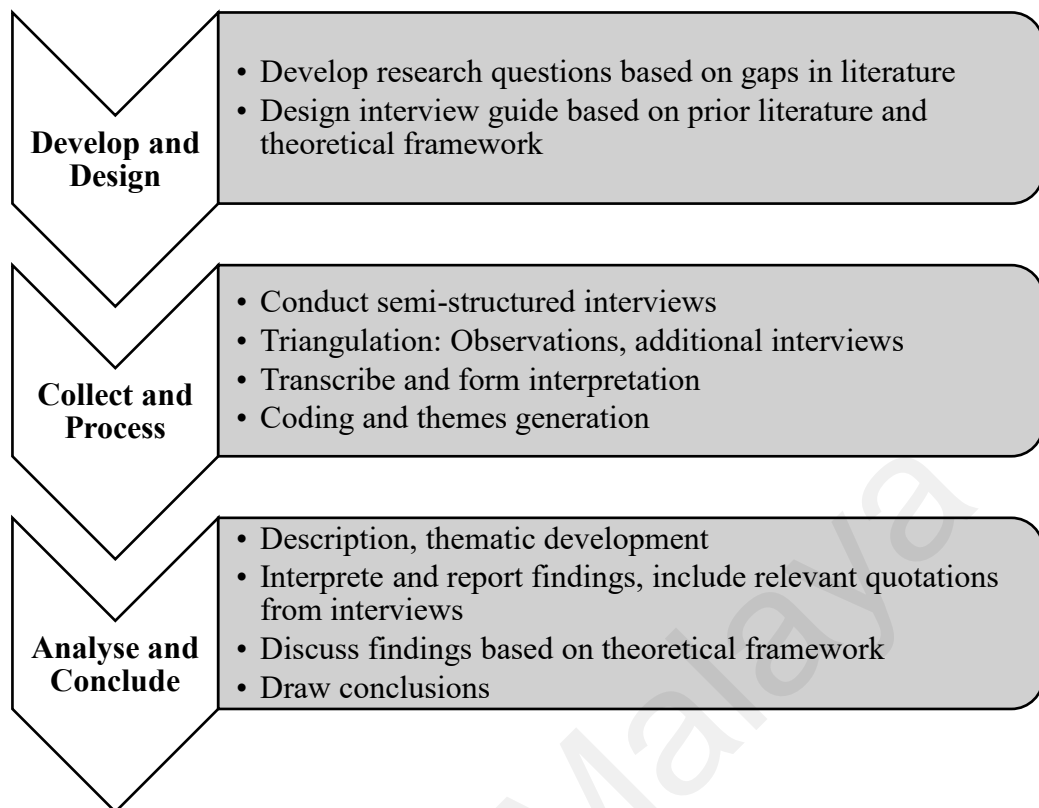 Develop and
Design
• Develop research questions based on gaps in literature
• Design interview guide based on prior literature and
theoretical framework
Collect and
Process
• Conduct semi-structured interviews
• Triangulation: Observations, additional interviews
• Transcribe and form interpretation
• Coding and themes generation
Analyse and
Conclude
• Description, thematic development
• Interprete and report findings, include relevant quotations
from interviews
• Discuss findings based on theoretical framework
• Draw conclusions
Malaya